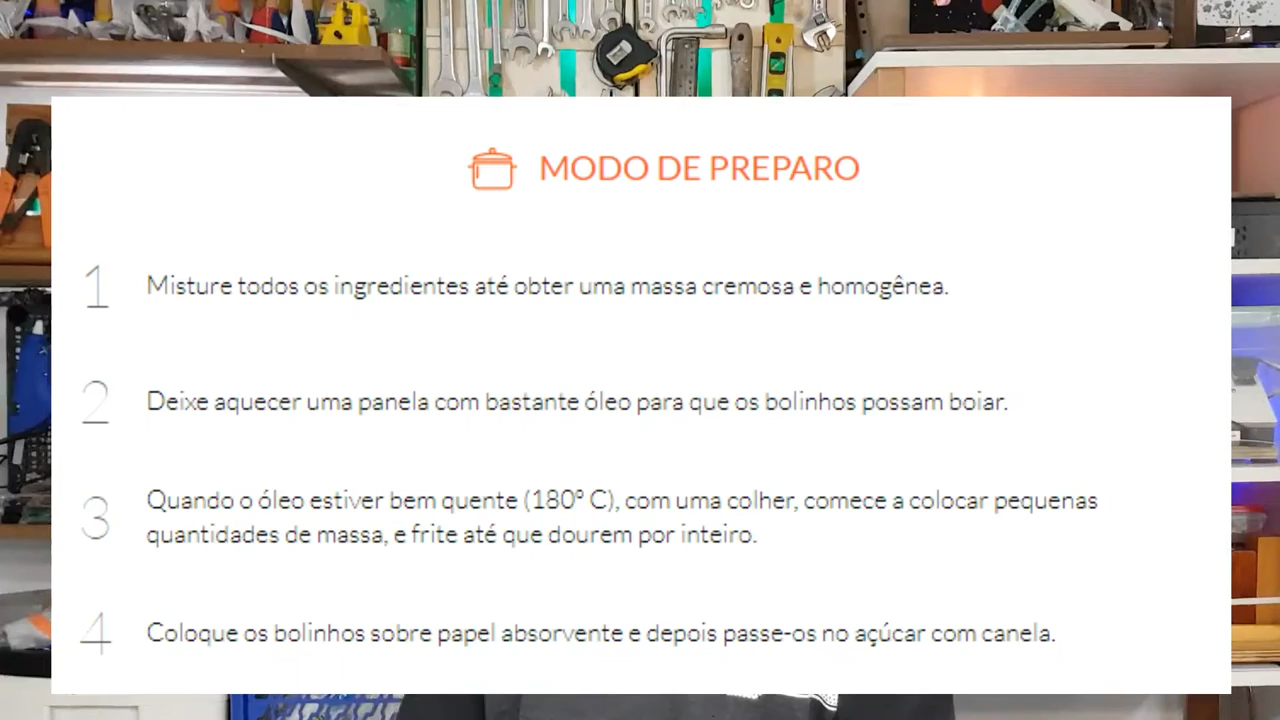 MODO DE PREPARO
1 Misture todos os ingredientes até obter uma massa cremosa e homogênea.
2 Deixe aquecer uma panela com bastante óleo para que os bolinhos possam boiar.
3 Quando o óleo estiver bem quente (180º C), com uma colher, comece a colocar pequenas
quantidades de massa, e frite até que dourem por inteiro.
4 Coloque os bolinhos sobre papel absorvente e depois passe-os no açúcar com canela.